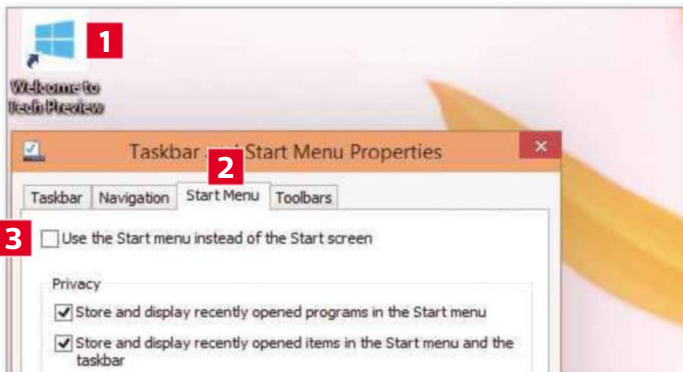 1
Welcome to
Tech Preview
Taskbar and Start Menu Properties
2
Taskbar Navigation Start Menu Toolbars
3
Use the Start menu instead of the Start screen
Privacy
Store and display recently opened programs in the Start menu
Store and display recently opened items in the Start menu and the
taskbar